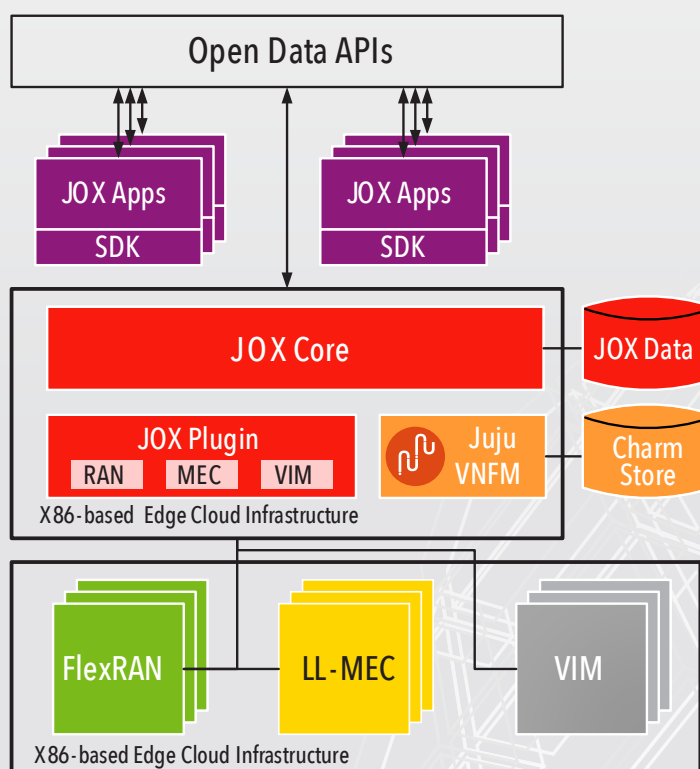 Open Data APIs
JOX Apps
SDK
JOX Apps
SDK
JOX Core
JOX Data
JOX Plugin
RAN
MEC
VIM
Juju
VNFM
Charm
Store
X86-based Edge Cloud Infrastructure
FlexRAN
LL-MEC
VIM
X86-based Edge Cloud Infrastructure